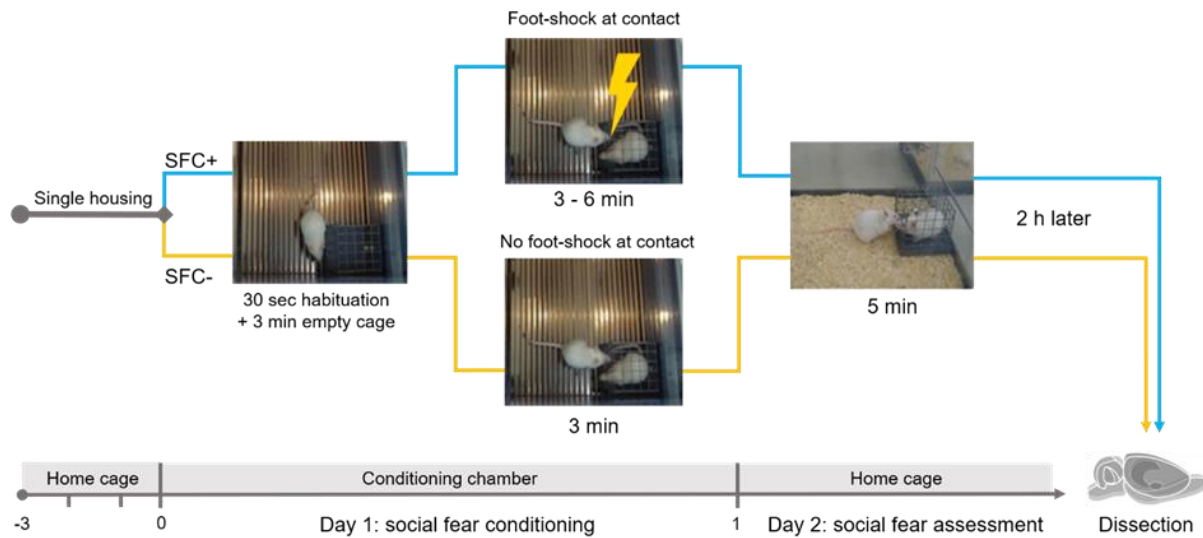 Foot-shock at contact
SFC+
3 - 6 min
Single housing
2 h later
No foot-shock at contact
SFC-
30 sec habituation
+ 3 min empty cage
5 min
3 min
Home cage
Conditioning chamber
Home cage
-3
0
Day 1: social fear conditioning
1
Day 2: social fear assessment
Dissection